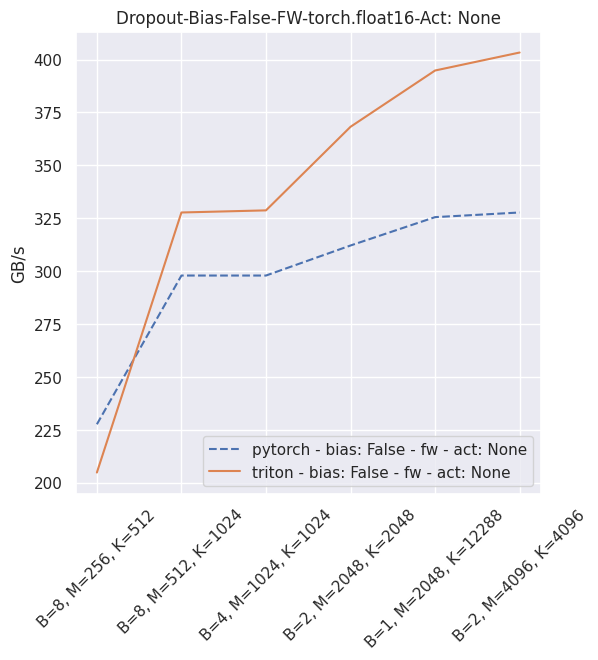 Dropout-Bias-False-FW-torch.float16-Act: None
GB/s
400
375
350
325
300
275
250
225
200
pytorch - bias: False - fw - act: None
triton - bias: False - fw - act: None
B=8, M=256, K=512
B=8, M=512, K=1024
B=4, M=1024, K=1024
B=2, M=2048, K=2048
B=1, M=2048, K=12288
B=2, M=4096, K=4096